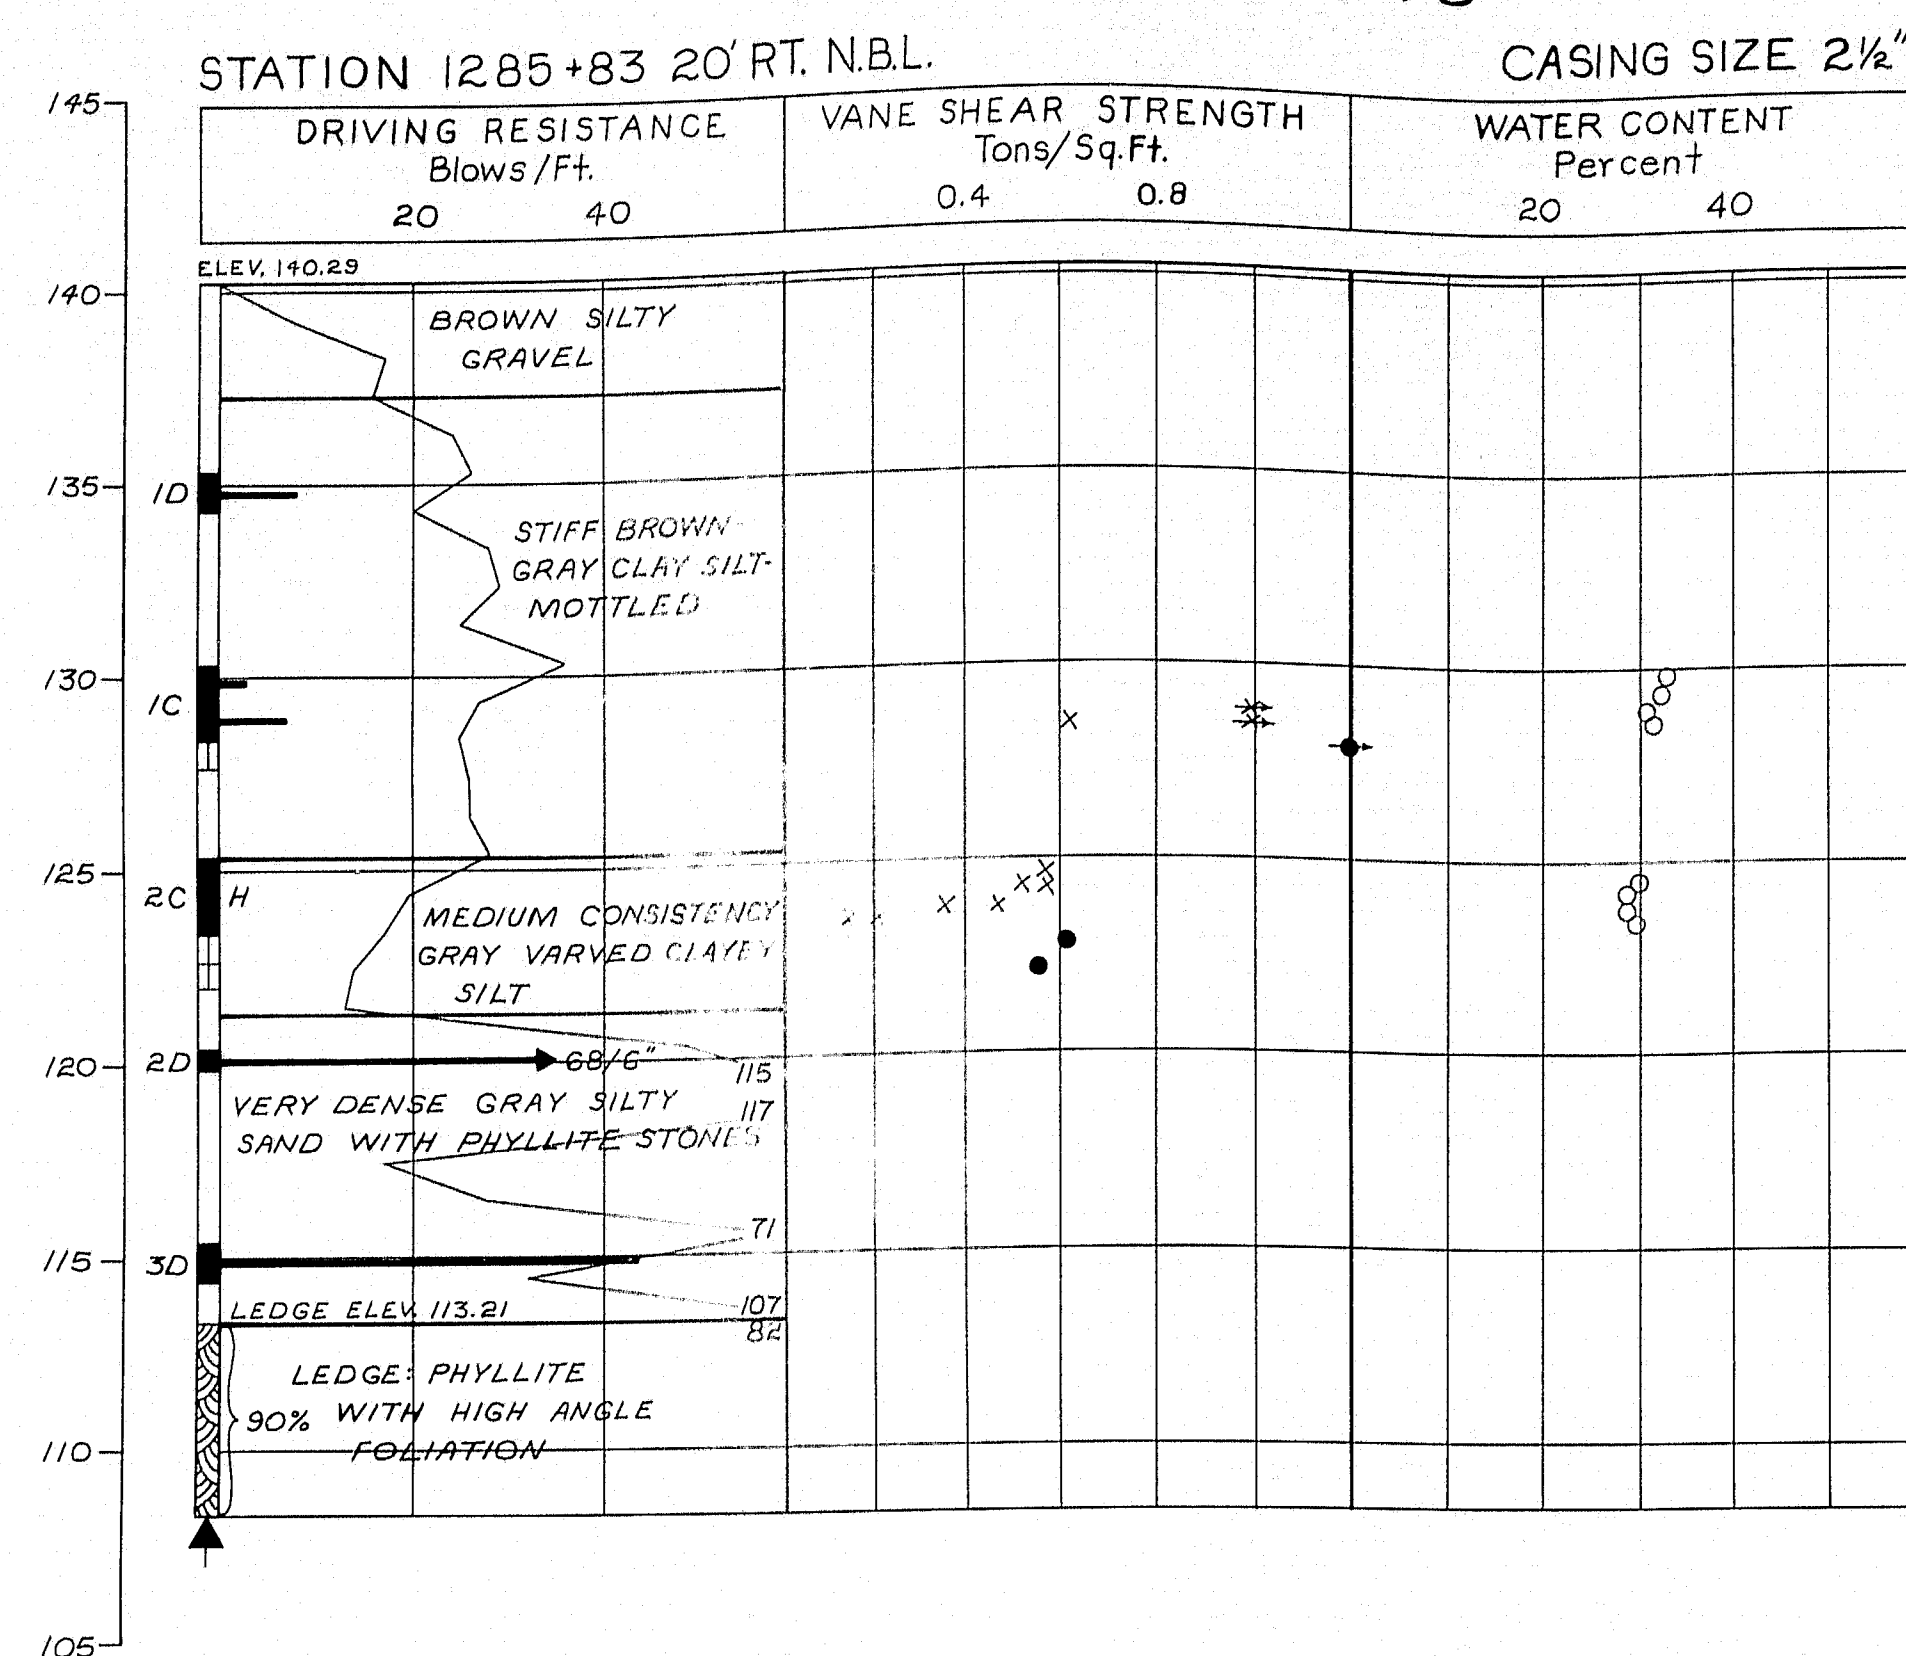 STATION 1285+83 20' RT. N.B.L.
CASING SIZE 2½"
DRIVING RESISTANCE
Blows/Ft.
20 40
VANE SHEAR STRENGTH
Tons/Sq.Ft.
0.4 0.8
WATER CONTENT
Percent
20 40
145
ELEV. 140.29
140
BROWN SILTY
GRAVEL
135
1D
STIFF BROWN-
GRAY CLAY SILT-
MOTTLED
130
1C
125
2C H
MEDIUM CONSISTENCY
GRAY VARVED CLAYEY
SILT
120
2D
68/6"
115
VERY DENSE GRAY SILTY
117
SAND WITH PHYLLITE STONES
71
115
3D
LEDGE ELEV. 113.21
107
82
LEDGE: PHYLLITE
90% WITH HIGH ANGLE
FOLIATION
110
105